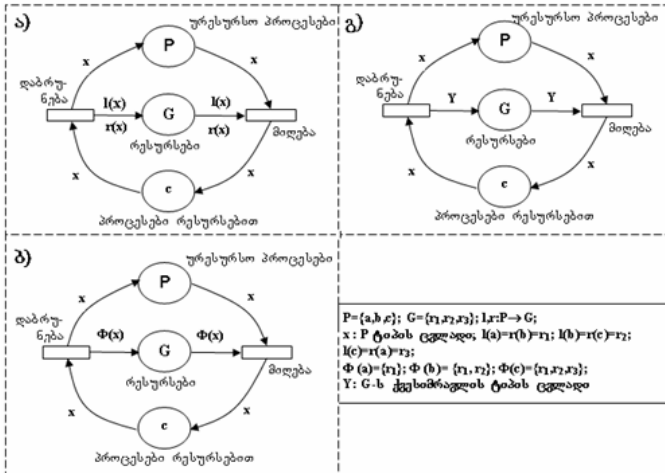 ა)
ურესურსო პროცესები
P
x
x
დაბრუ-
ნება
l(x)
r(x)
G
l(x)
r(x)
რესურსები
მიღება
x
x
c
პროცესები რესურსებით
გ)
ურესურსო პროცესები
P
x
x
დაბრუ-
ნება
Y
G
Y
რესურსები
მიღება
x
x
c
პროცესები რესურსებით
ბ)
ურესურსო პროცესები
P
x
x
დაბრუ-
ნება
Φ(x)
G
Φ(x)
რესურსები
მიღება
x
x
c
პროცესები რესურსებით
P={a,b,c}; G={r₁,r₂,r₃}; l,r:P→ G;
x : P ტიპის ცვლადი; l(a)=r(b)=r₁; l(b)=r(c)=r₂;
l(c)=r(a)=r₃;
Φ (a)={r₁}; Φ (b)= {r₁, r₂}; Φ(c)={r₁,r₂,r₃};
Y: G-ს ქვესიმრავლის ტიპის ცვლადი